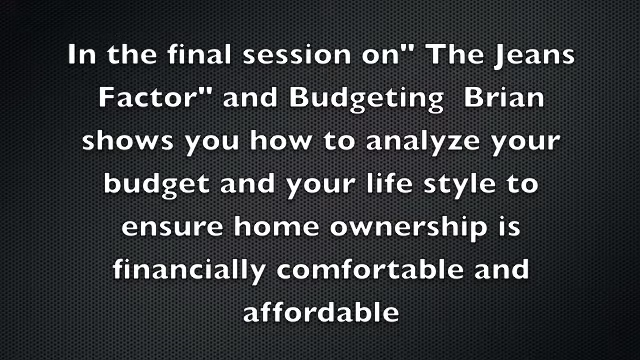 In the final session on" The Jeans
Factor" and Budgeting  Brian
shows you how to analyze your
budget and your life style to
ensure home ownership is
financially comfortable and
affordable